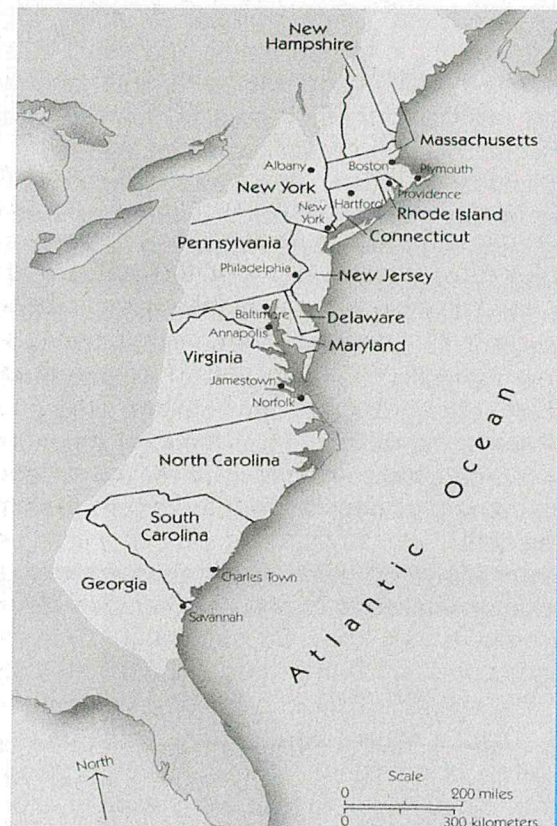 New
Hampshire
Massachusetts
Albany
Boston
Plymouth
New York
Hartford
Providence
New
York
Rhode Island
Connecticut
Pennsylvania
Philadelphia
New Jersey
Baltimore
Delaware
Annapolis
Maryland
Virginia
Jamestown
Norfolk
North Carolina
South
Carolina
Charles Town
Georgia
Savannah
Atlantic Ocean
North
Scale
0 200 miles
0 300 kilometers